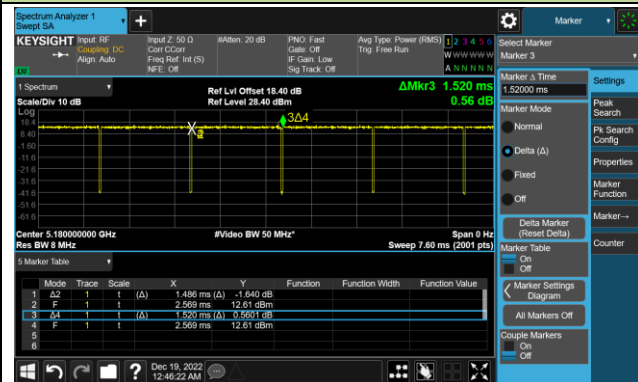 Spectrum Analyzer 1
Swept SA
Marker
KEYSIGHT Input: RF Input Z: 50 Ω #Atten: 20 dB PNO: Fast Avg Type: Power (RMS) 1 2 3 4 5 6
Coupling: DC Corr CCorr Gate: Off Trig: Free Run
Align: Auto Freq Ref: Int (S) IF Gain: Low W W W W W W
NFE: Off Sig Track: Off A N N N N N
Select Marker
Marker 3
1 Spectrum
Ref Lvl Offset 18.40 dB ΔMkr3 1.520 ms
Scale/Div 10 dB Ref Level 28.40 dBm 0.56 dB
Log
18.4
8.40
-1.60
-11.6
-21.6
-31.6
-41.6
-51.6
-61.6
3Δ4
Center 5.180000000 GHz #Video BW 50 MHz* Span 0 Hz
Res BW 8 MHz Sweep 7.60 ms (2001 pts)
5 Marker Table
Mode Trace Scale X Y Function Function Width Function Value
1 Δ2 1 t (Δ) 1.486 ms (Δ) -1.640 dB
2 F 1 t 2.569 ms 12.61 dBm
3 Δ4 1 t (Δ) 1.520 ms (Δ) 0.5601 dB
4 F 1 t 2.569 ms 12.61 dBm
5
6
Marker Δ Time
1.52000 ms
Marker Mode
Normal
Delta (Δ)
Fixed
Off
Delta Marker
(Reset Delta)
Marker Table
On
Off
Marker Settings
Diagram
All Markers Off
Couple Markers
On
Off
Settings
Peak
Search
Pk Search
Config
Properties
Marker
Function
Marker→
Counter
Dec 19, 2022
12:46:22 AM